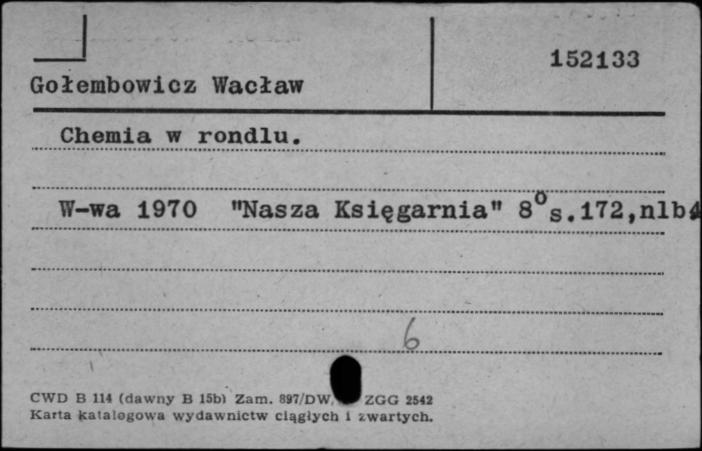 152133
Gołembowicz Wacław
Chemia w rondlu.
W-wa 1970 "Nasza Księgarnia" 8° s.172,nlb4
6
CWD B 114 (dawny B 15b) Zam. 897/DW, ZGG 2542
Karta katalogowa wydawnictw ciągłych i zwartych.